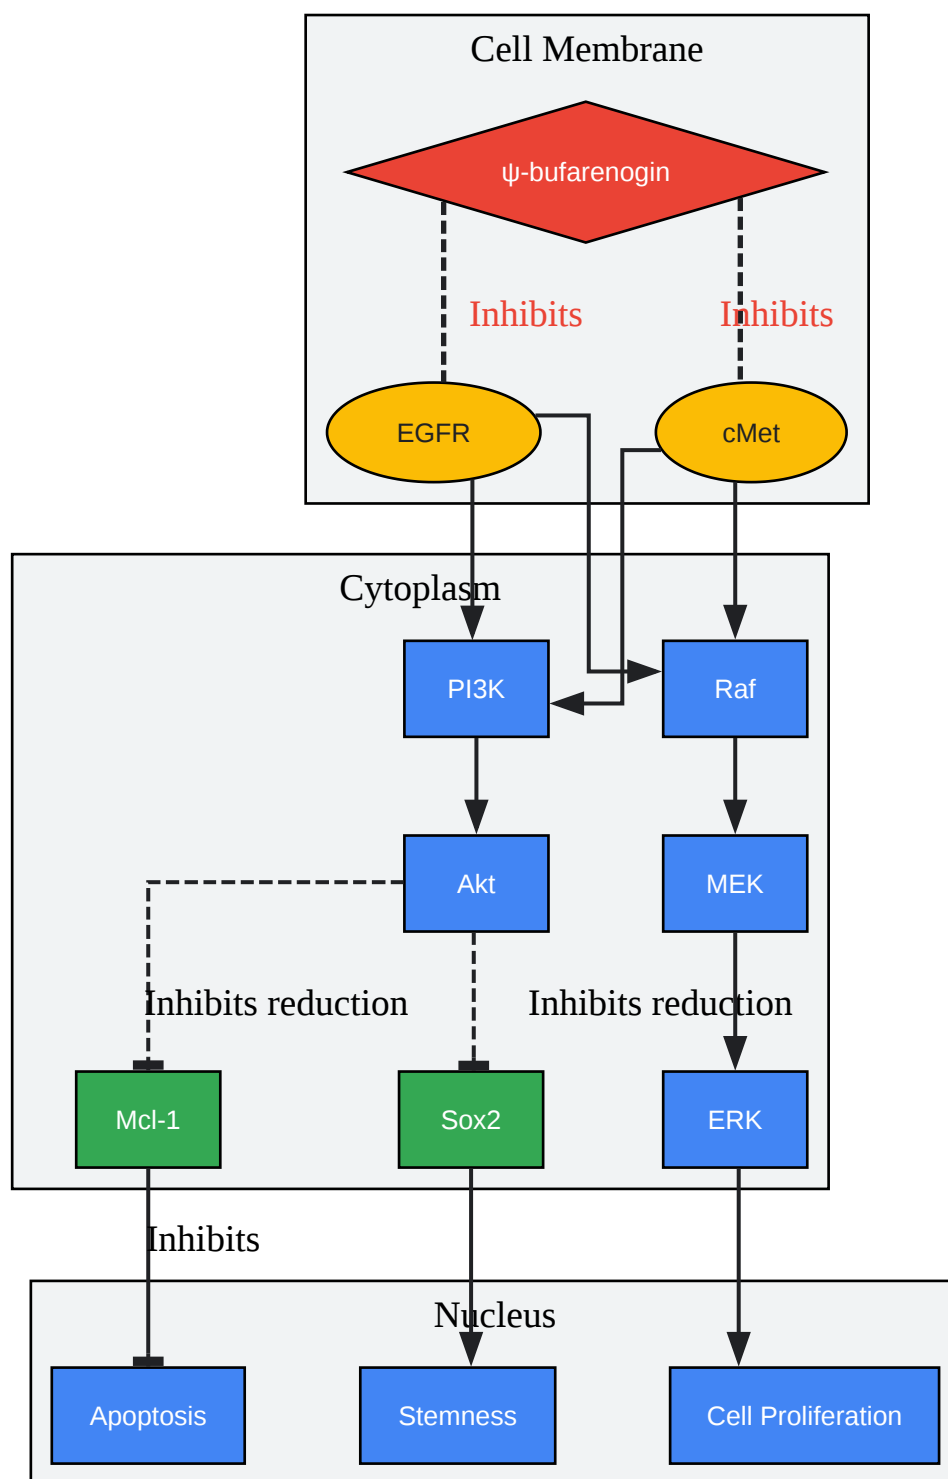 Cell Membrane
ψ-bufarenogin
Inhibits
Inhibits
EGFR
cMet
Cytoplasm
PI3K
Raf
Akt
MEK
Inhibits reduction
Inhibits reduction
Mcl-1
Sox2
ERK
Inhibits
Nucleus
Apoptosis
Stemness
Cell Proliferation